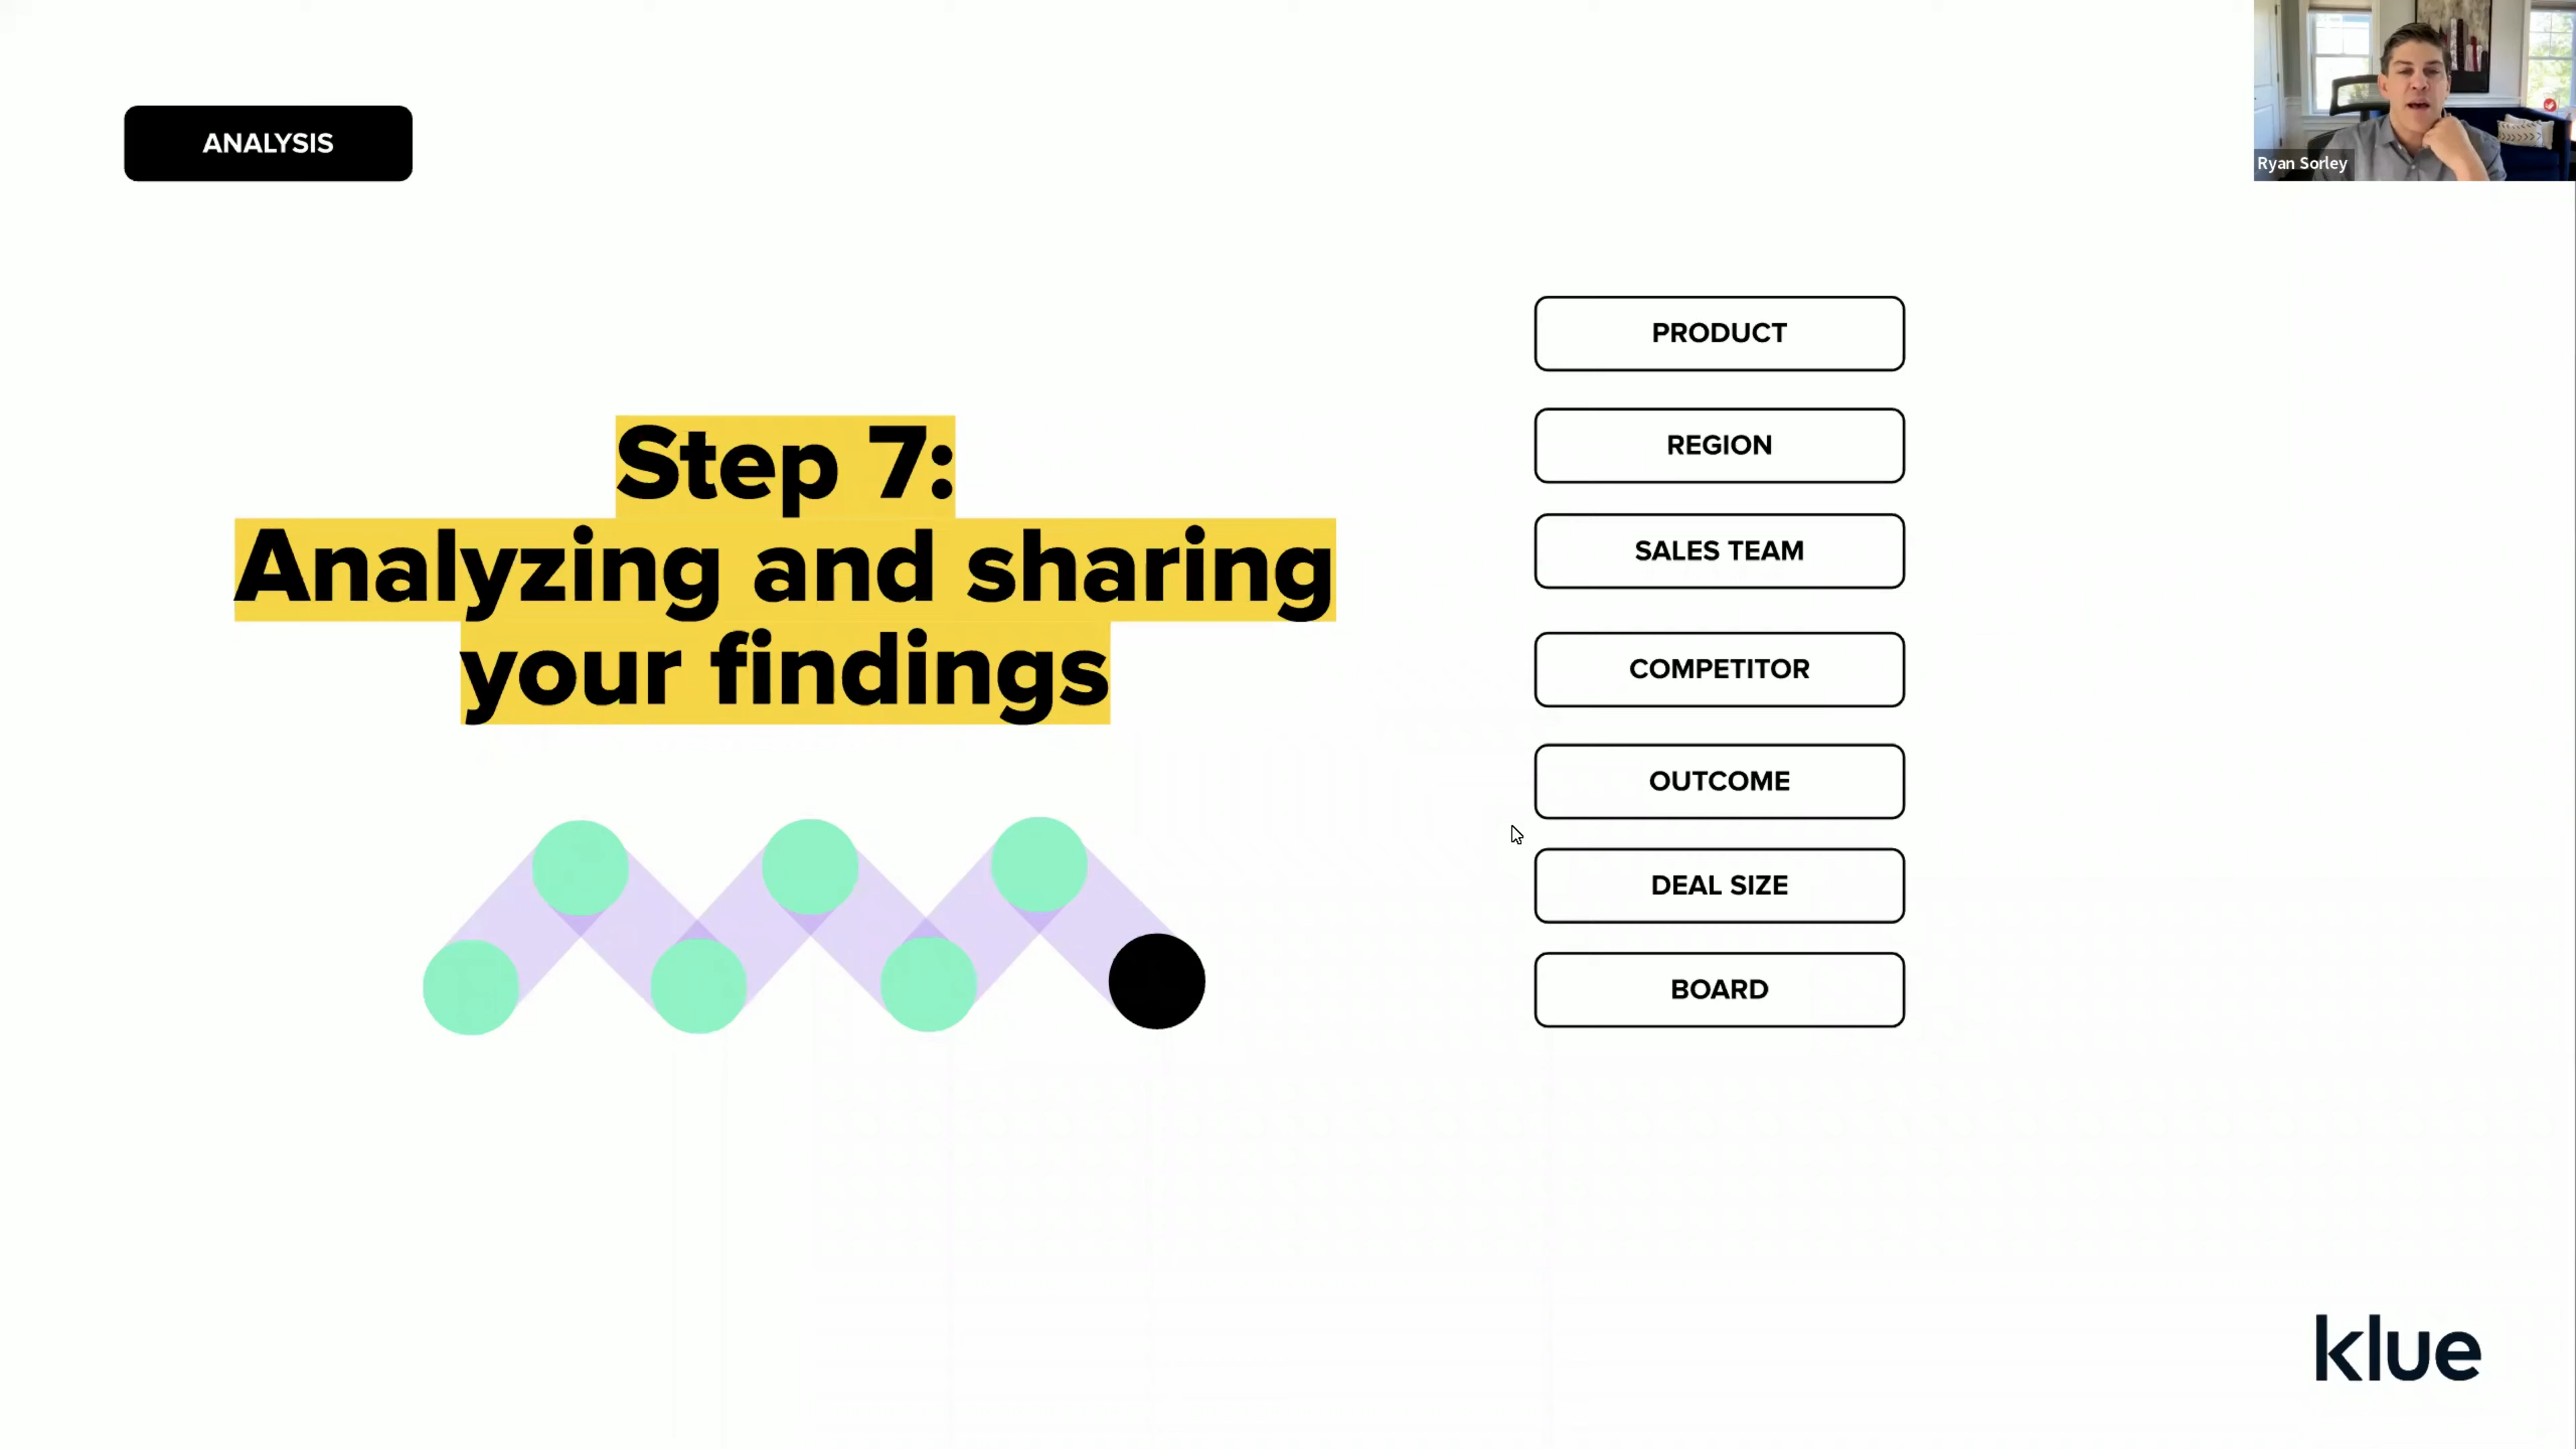 ANALYSIS
Ryan Sorley
Step 7:
Analyzing and sharing
your findings
PRODUCT
REGION
SALES TEAM
COMPETITOR
OUTCOME
DEAL SIZE
BOARD
klue